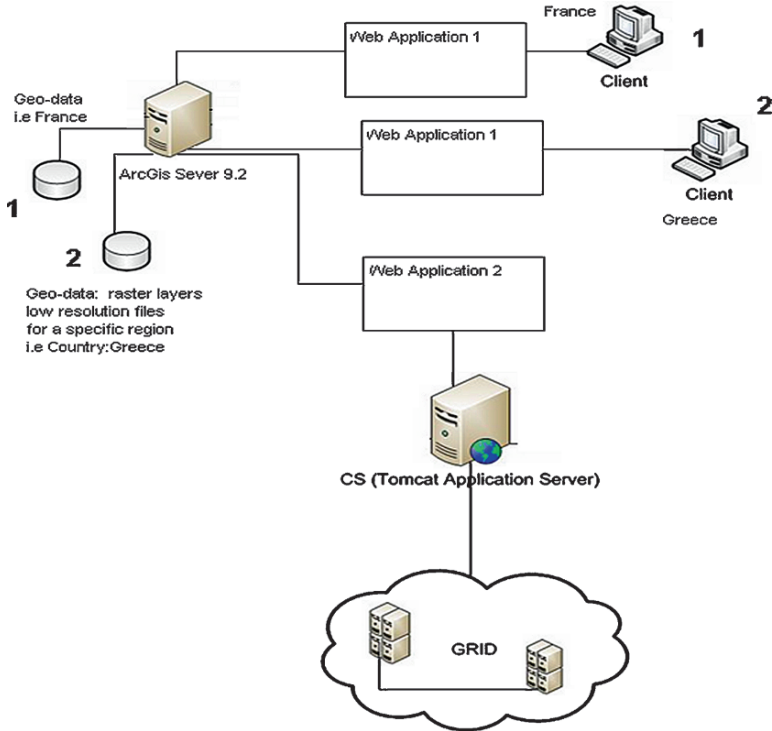 France
Web Application 1
1
Client
Geo-data
i.e France
2
Web Application 1
ArcGis Sever 9.2
Client
1
Greece
2
Web Application 2
Geo-data: raster layers
low resolution files
for a specific region
i.e Country:Greece
CS (Tomcat Application Server)
GRID